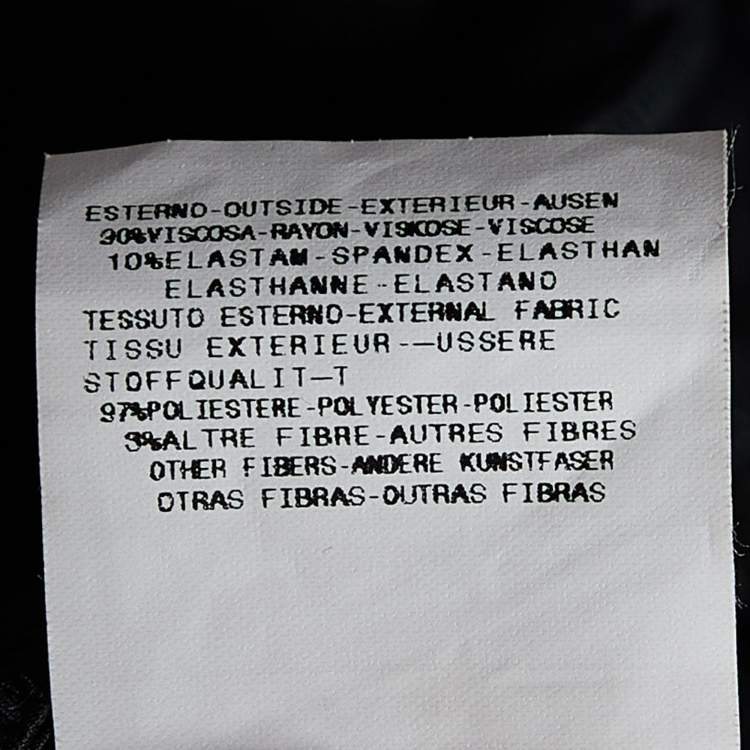 ESTERNO-OUTSIDE-EXTERIEUR-AUSEN
90%VISCOSA-RAYON-VISKOSE-VISCOSE
10%ELASTAM-SPANDEX-ELASTHAN
ELASTHANNE-ELASTANO
TESSUTO ESTERNO-EXTERNAL FABRIC
TISSU EXTERIEUR-—USSERE
STOFFQUALIT—T
97%POLIESTERE-POLYESTER-POLIESTER
3%ALTRE FIBRE-AUTRES FIBRES
OTHER FIBERS-ANDERE KUNSTFASER
OTRAS FIBRAS-OUTRAS FIBRAS